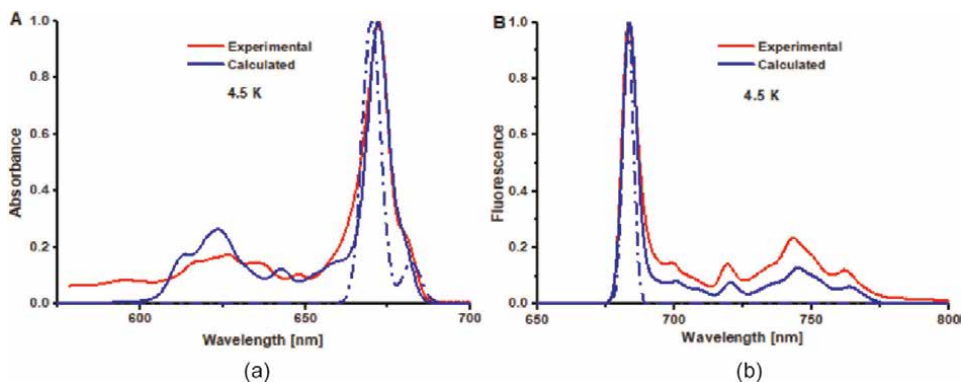 A
1.0
0.8
0.6
0.4
0.2
0.0
Absorbance
Experimental
Calculated
4.5 K
600
650
700
Wavelength [nm]
(a)
B
1.0
0.8
0.6
0.4
0.2
0.0
Fluorescence
Experimental
Calculated
4.5 K
650
700
750
800
Wavelength [nm]
(b)